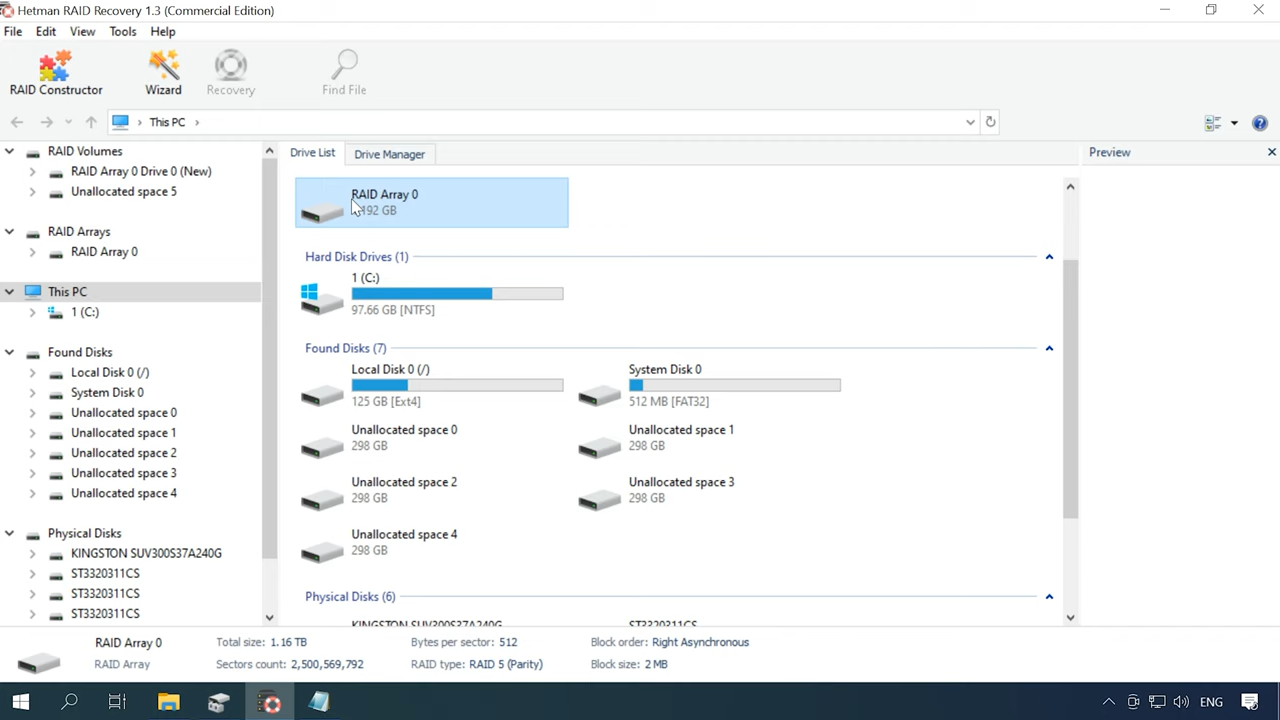 Hetman RAID Recovery 1.3 (Commercial Edition)
File Edit View Tools Help
RAID Constructor Wizard Recovery Find File
This PC
RAID Volumes
RAID Array 0 Drive 0 (New)
Unallocated space 5
RAID Arrays
RAID Array 0
This PC
1 (C:)
Found Disks
Local Disk 0 (/)
System Disk 0
Unallocated space 0
Unallocated space 1
Unallocated space 2
Unallocated space 3
Unallocated space 4
Physical Disks
KINGSTON SUV300S37A240G
ST3320311CS
ST3320311CS
ST3320311CS
Drive List Drive Manager
RAID Array 0
192 GB
Hard Disk Drives (1)
1 (C:)
97.66 GB [NTFS]
Found Disks (7)
Local Disk 0 (/)
125 GB [Ext4]
System Disk 0
512 MB [FAT32]
Unallocated space 0
298 GB
Unallocated space 1
298 GB
Unallocated space 2
298 GB
Unallocated space 3
298 GB
Unallocated space 4
298 GB
Physical Disks (6)
KINGSTON SUV300S37A240G ST3320311CS
Preview
RAID Array 0 Total size: 1.16 TB Bytes per sector: 512 Block order: Right Asynchronous
RAID Array Sectors count: 2,500,569,792 RAID type: RAID 5 (Parity) Block size: 2 MB
ENG